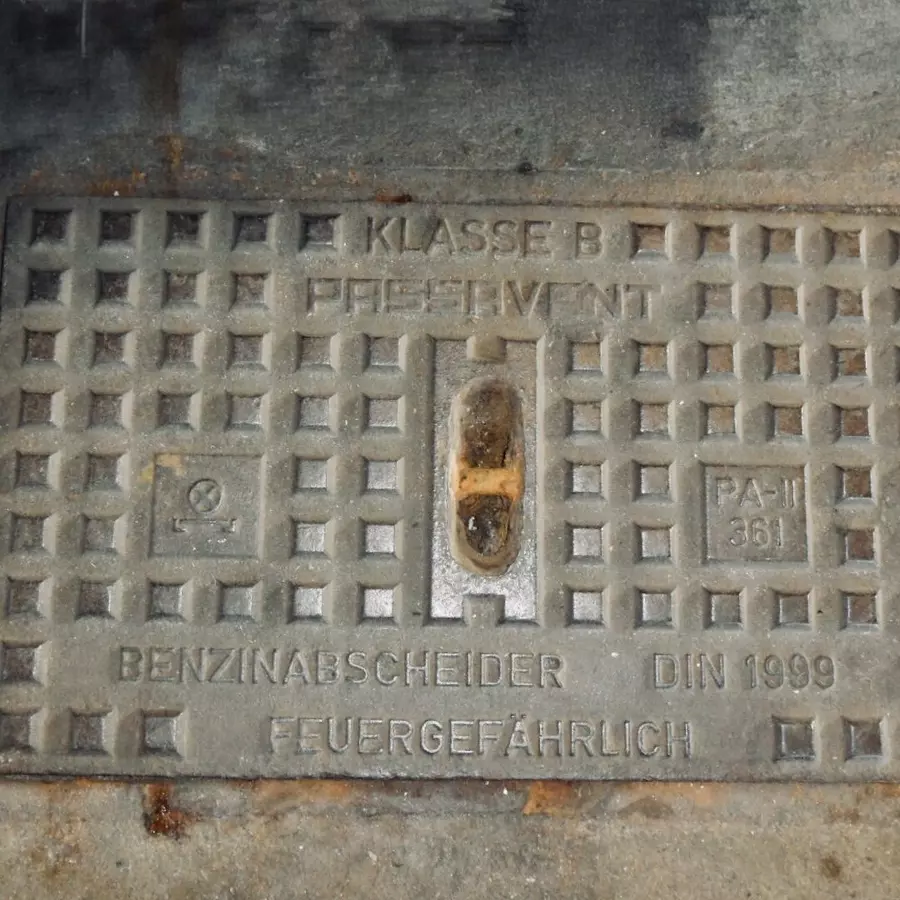 KLASSE B
PASSAVANT
PA-II
361
BENZINABSCHEIDER DIN 1999
FEUERGEFÄHRLICH